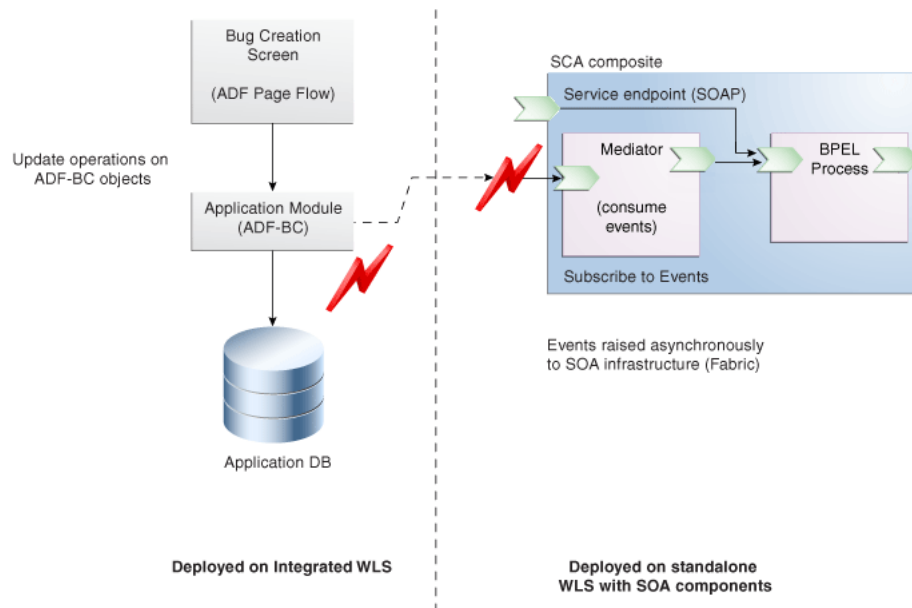 Bug Creation
Screen
(ADF Page Flow)
Update operations on
ADF-BC objects
Application Module
(ADF-BC)
Application DB
Deployed on Integrated WLS
SCA composite
Service endpoint (SOAP)
Mediator
(consume
events)
BPEL
Process
Subscribe to Events
Events raised asynchronously
to SOA infrastructure (Fabric)
Deployed on standalone
WLS with SOA components